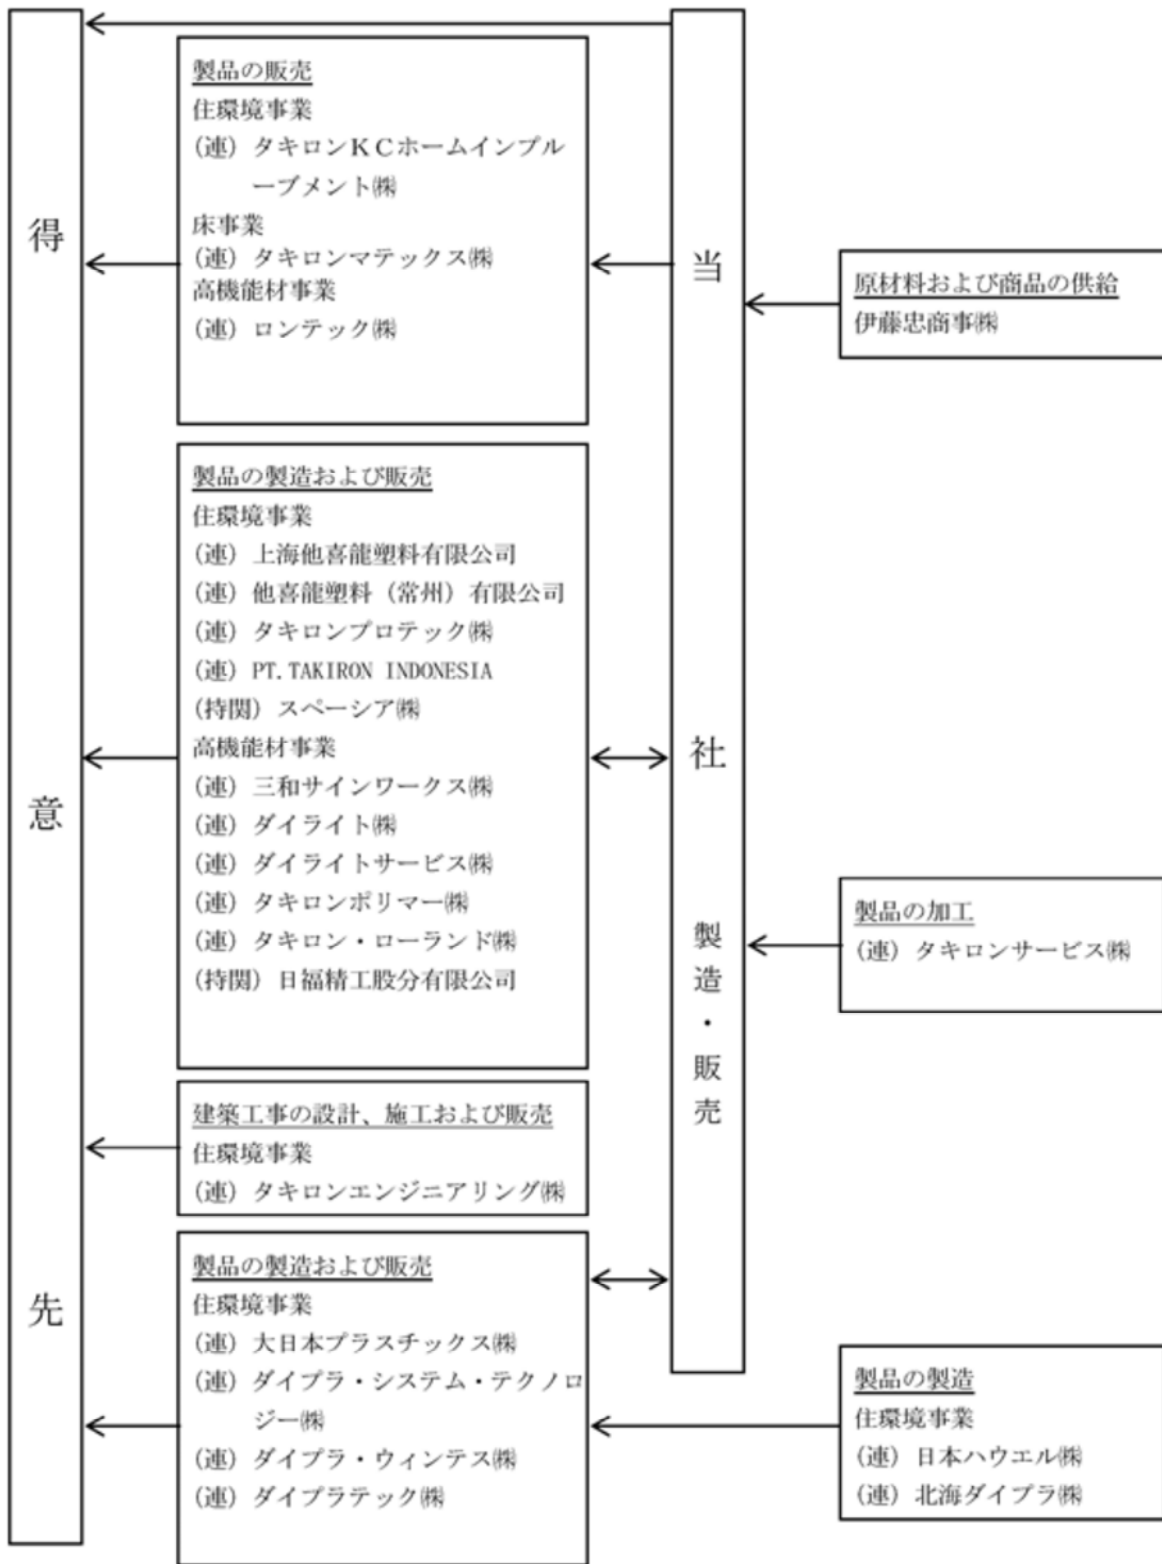 得意先
製品の販売
住環境事業
(連) タキロンKCホームインプル
ーブメント㈱
床事業
(連) タキロンマテックス㈱
高機能材事業
(連) ロンテック㈱
製品の製造および販売
住環境事業
(連) 上海他喜龍塑料有限公司
(連) 他喜龍塑料(常州)有限公司
(連) タキロンプロテック㈱
(連) PT.TAKIRON INDONESIA
(持関) スペーシア㈱
高機能材事業
(連) 三和サインワークス㈱
(連) ダイライト㈱
(連) ダイライトサービス㈱
(連) タキロンポリマー㈱
(連) タキロン・ローランド㈱
(持関) 日福精工股分有限公司
建築工事の設計、施工および販売
住環境事業
(連) タキロンエンジニアリング㈱
製品の製造および販売
住環境事業
(連) 大日本プラスチックス㈱
(連) ダイプラ・システム・テクノロ
ジー㈱
(連) ダイプラ・ウィンテス㈱
(連) ダイプラテック㈱
当社
製造・販売
原材料および商品の供給
伊藤忠商事㈱
製品の加工
(連) タキロンサービス㈱
製品の製造
住環境事業
(連) 日本ハウエル㈱
(連) 北海ダイプラ㈱